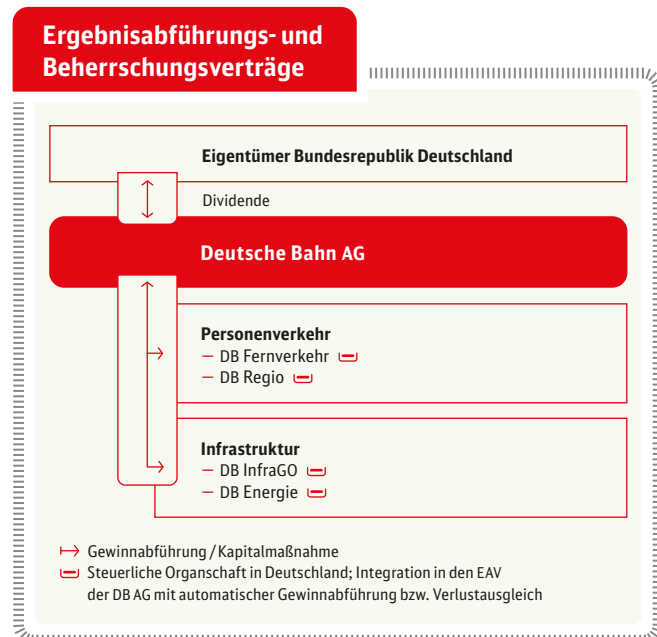 Ergebnisabführungs- und
Beherrschungsverträge
Eigentümer Bundesrepublik Deutschland
Dividende
Deutsche Bahn AG
Personenverkehr
– DB Fernverkehr
– DB Regio
Infrastruktur
– DB InfraGO
– DB Energie
Gewinnabführung / Kapitalmaßnahme
Steuerliche Organschaft in Deutschland; Integration in den EAV
der DB AG mit automatischer Gewinnabführung bzw. Verlustausgleich